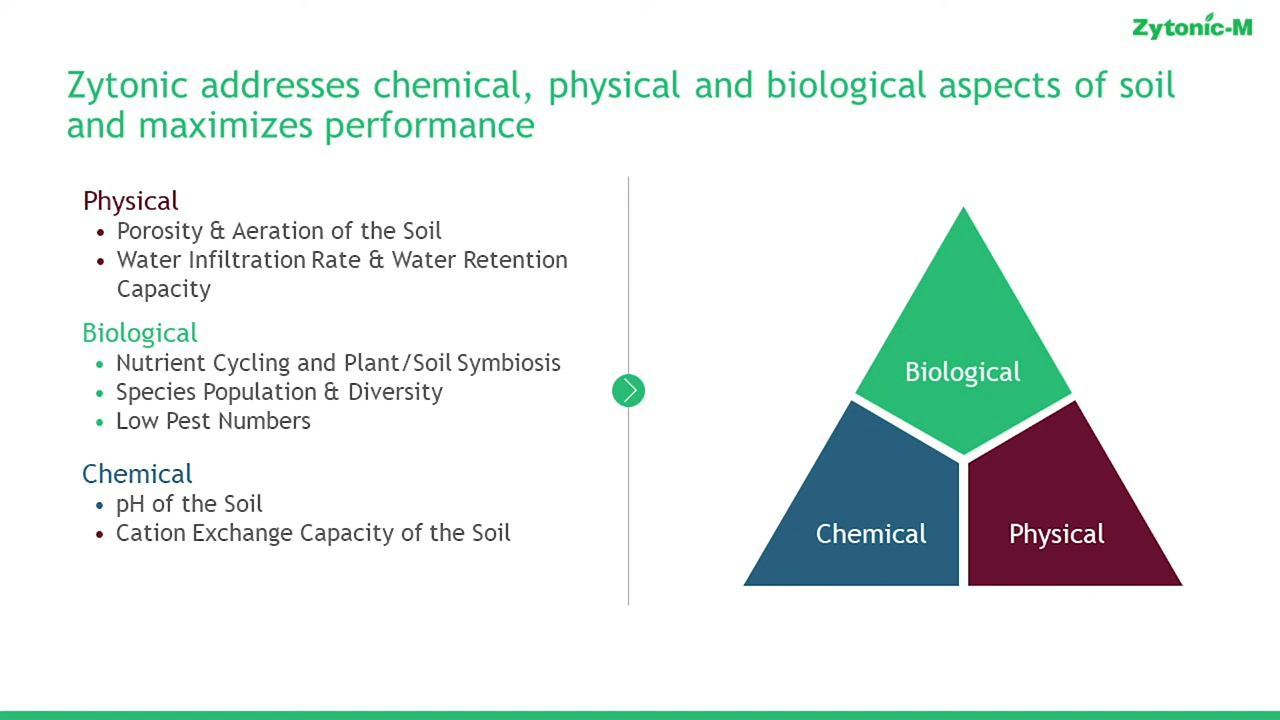 Zytonic-M
Zytonic addresses chemical, physical and biological aspects of soil
and maximizes performance
Physical
• Porosity & Aeration of the Soil
• Water Infiltration Rate & Water Retention
Capacity
Biological
• Nutrient Cycling and Plant/Soil Symbiosis
• Species Population & Diversity
• Low Pest Numbers
Chemical
• pH of the Soil
• Cation Exchange Capacity of the Soil
Biological
Chemical
Physical